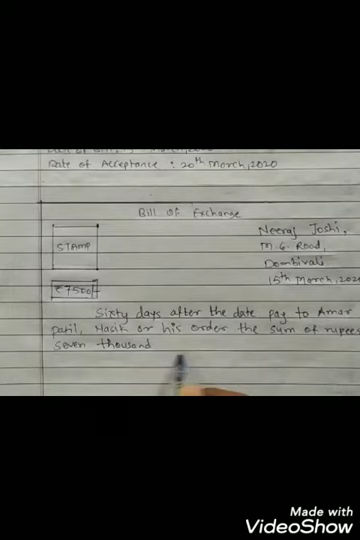 March, 2020
Date of Acceptance : 20th March, 2020
Bill of Exchange
STAMP
Neeraj Joshi,
M. G. Road,
Dombivali
15th March, 2020
₹7500/-
Sixty days after the date pay to Amar
patil, Nasik or his order the sum of rupees
seven thousand
Made with
VideoShow